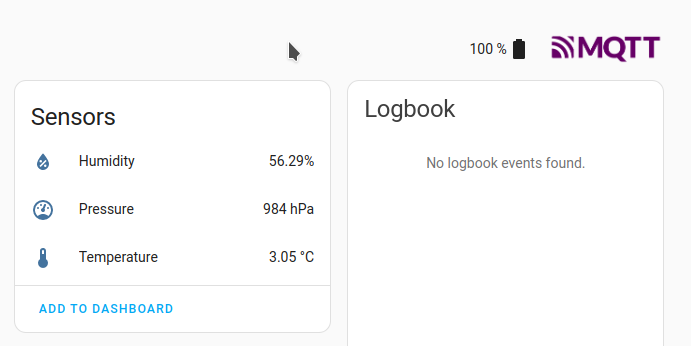 100 %
MQTT
Sensors
Humidity 56.29%
Pressure 984 hPa
Temperature 3.05 °C
ADD TO DASHBOARD
Logbook
No logbook events found.